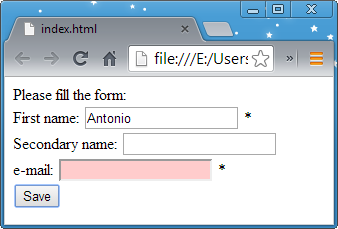 index.html
file:///E:/Users
Please fill the form:
First name: Antonio *
Secondary name:
e-mail: *
Save